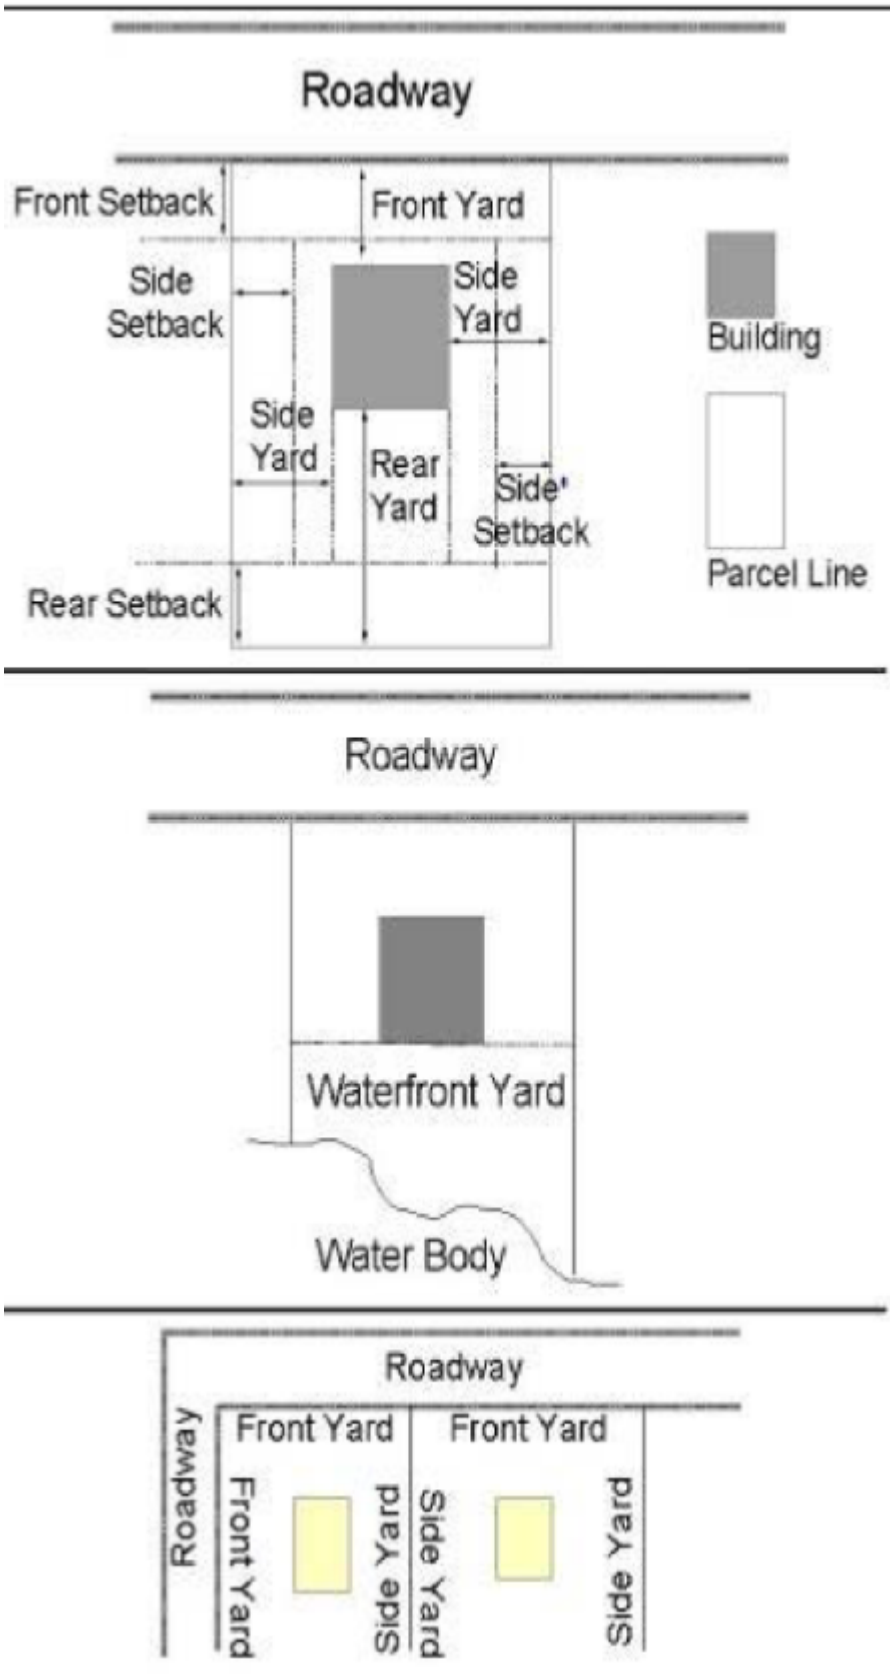 Roadway
Front Setback
Front Yard
Side
Setback
Side
Yard
Building
Side
Yard
Rear
Yard
Side'
Setback
Parcel Line
Rear Setback
Roadway
Waterfront Yard
Water Body
Roadway
Roadway
Front Yard
Front Yard
Front Yard
Side Yard
Side Yard
Side Yard